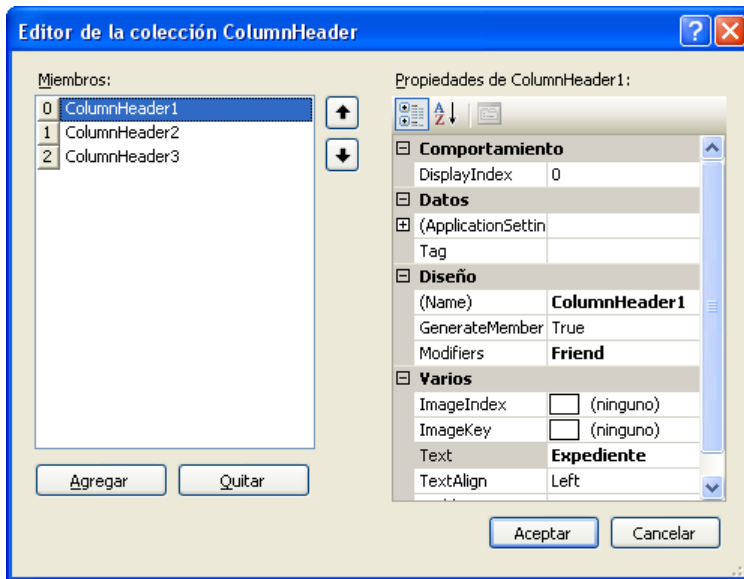 Editor de la colección ColumnHeader
Miembros:
0 ColumnHeader1
1 ColumnHeader2
2 ColumnHeader3
Agregar
Quitar
Propiedades de ColumnHeader1:
Comportamiento
DisplayIndex 0
Datos
(ApplicationSettin
Tag
Diseño
(Name) ColumnHeader1
GenerateMember True
Modifiers Friend
Varios
ImageIndex (ninguno)
ImageKey (ninguno)
Text Expediente
TextAlign Left
Aceptar
Cancelar